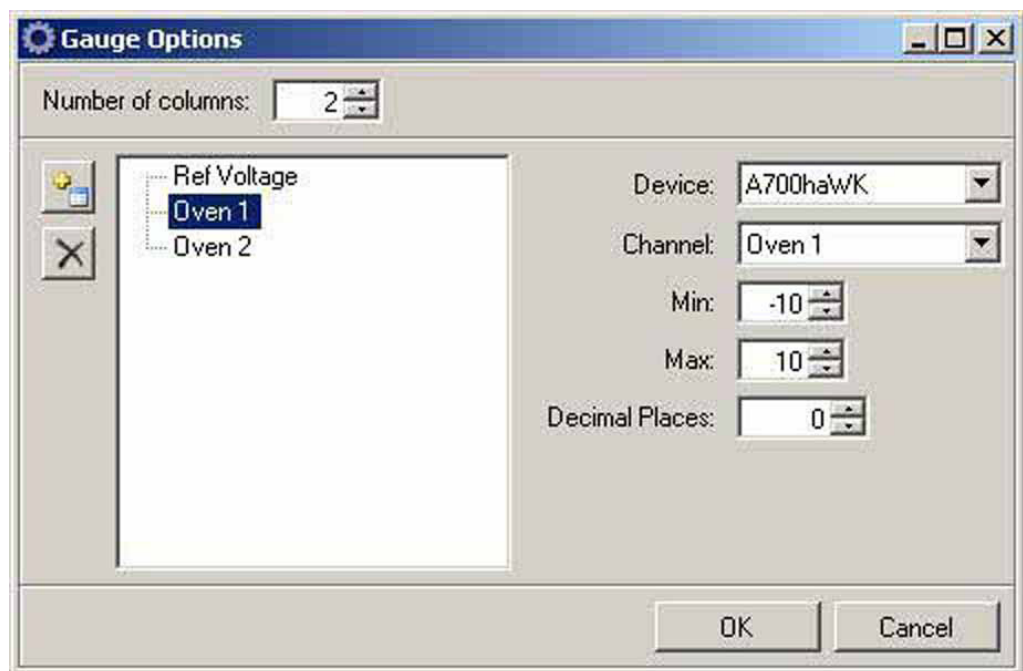 Gauge Options
Number of columns: 2
Ref Voltage
Oven 1
Oven 2
Device: A700haWK
Channel: Oven 1
Min: -10
Max: 10
Decimal Places: 0
OK Cancel